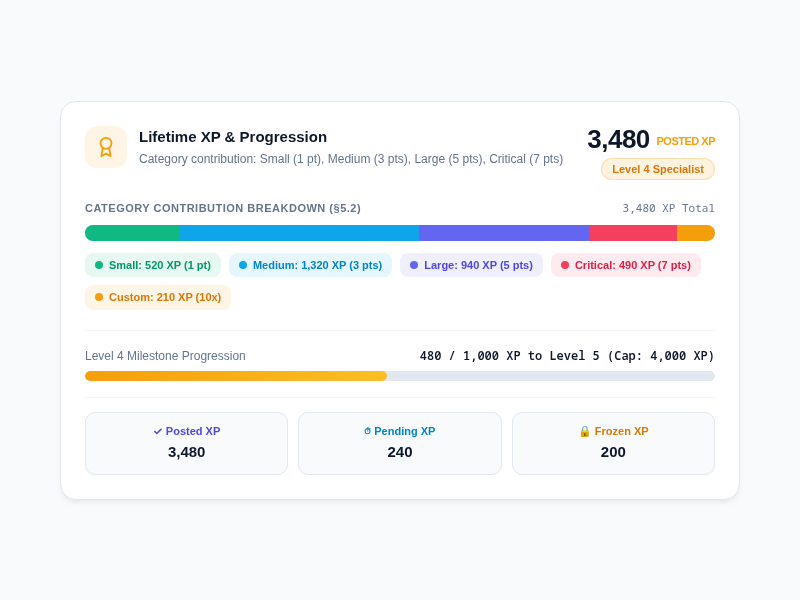 Lifetime XP & Progression
Category contribution: Small (1 pt), Medium (3 pts), Large (5 pts), Critical (7 pts)
3,480 POSTED XP
Level 4 Specialist
CATEGORY CONTRIBUTION BREAKDOWN (§5.2)
3,480 XP Total
Small: 520 XP (1 pt)
Medium: 1,320 XP (3 pts)
Large: 940 XP (5 pts)
Critical: 490 XP (7 pts)
Custom: 210 XP (10x)
Level 4 Milestone Progression
480 / 1,000 XP to Level 5 (Cap: 4,000 XP)
✓ Posted XP
3,480
⏱ Pending XP
240
🔒 Frozen XP
200